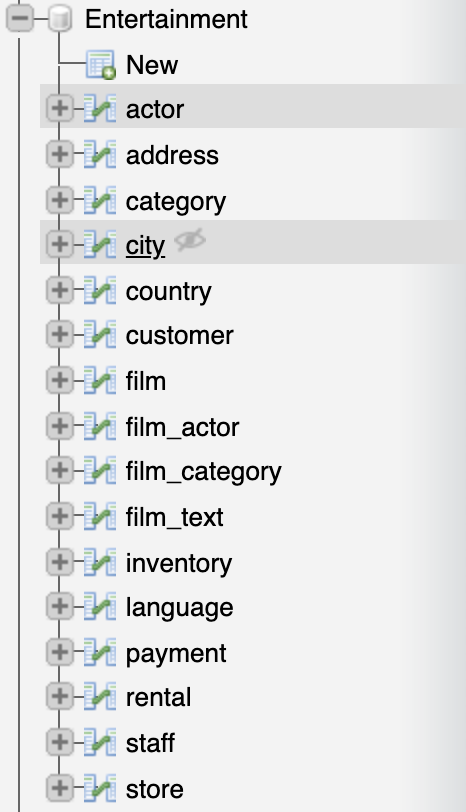 Entertainment
New
actor
address
category
city
country
customer
film
film_actor
film_category
film_text
inventory
language
payment
rental
staff
store